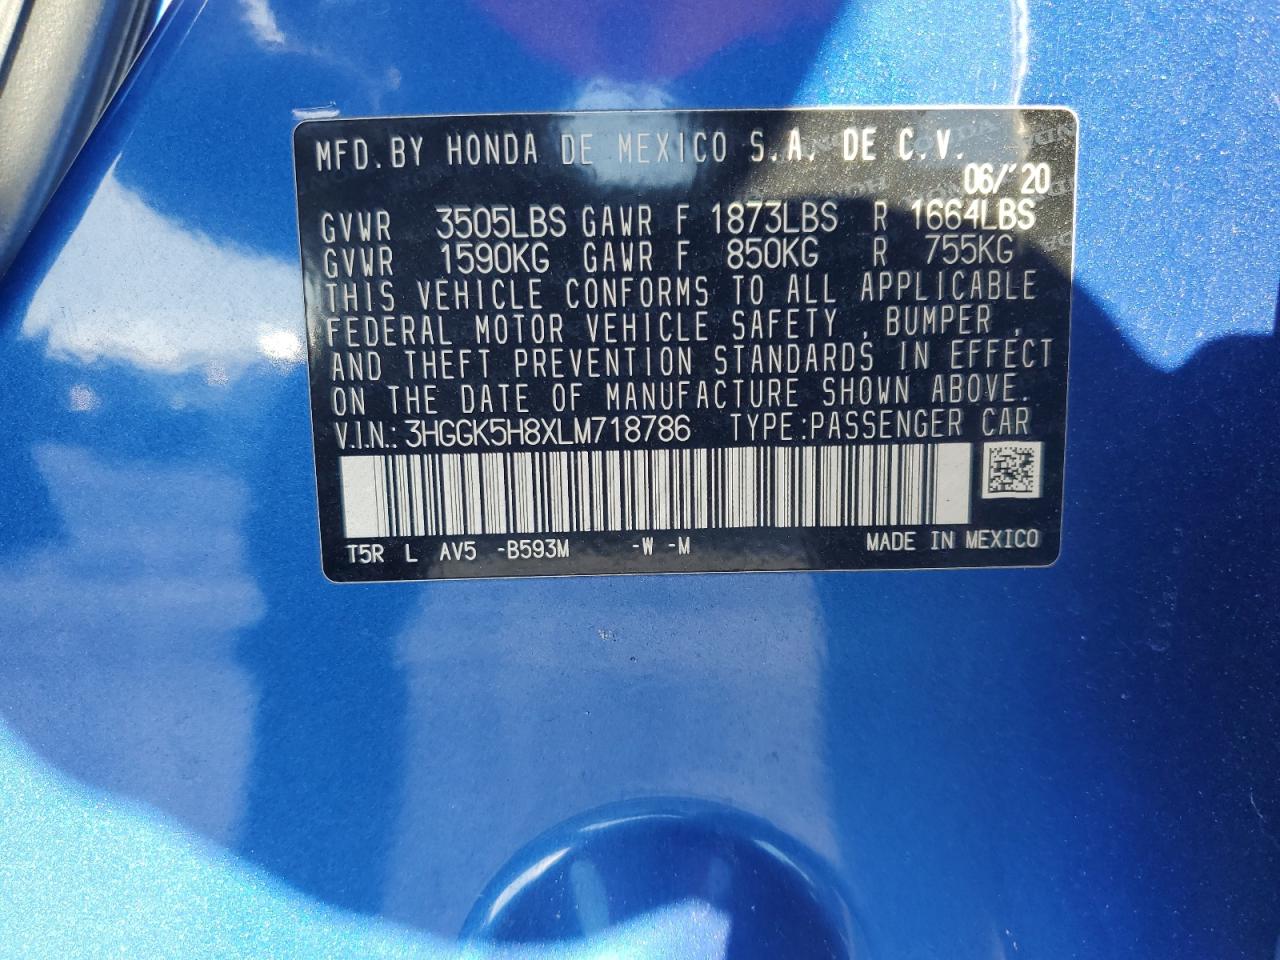 MFD.BY HONDA DE MEXICO S.A. DE C.V.
06/'20
GVWR 3505LBS GAWR F 1873LBS R 1664LBS
GVWR 1590KG GAWR F 850KG R 755KG
THIS VEHICLE CONFORMS TO ALL APPLICABLE
FEDERAL MOTOR VEHICLE SAFETY , BUMPER ,
AND THEFT PREVENTION STANDARDS IN EFFECT
ON THE DATE OF MANUFACTURE SHOWN ABOVE.
V.I.N.: 3HGGK5H8XLM718786 TYPE:PASSENGER CAR
T5R L AV5 -B593M -W -M MADE IN MEXICO